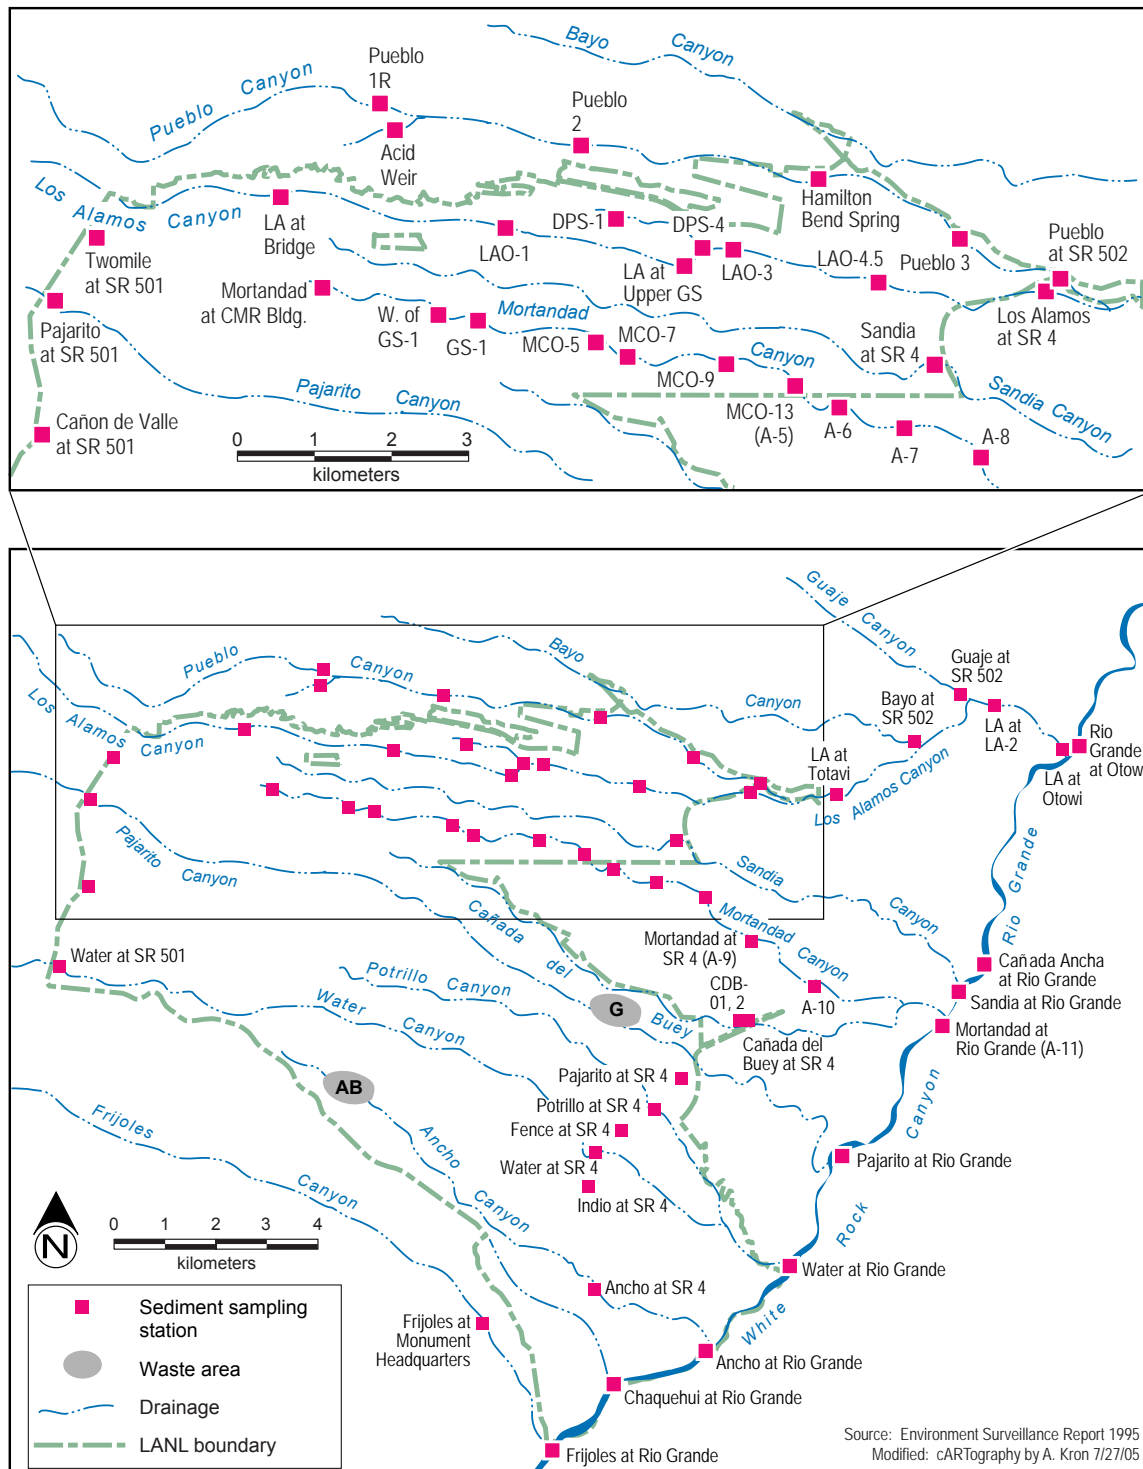 Bayo Canyon
Pueblo
1R
Pueblo Canyon
Pueblo
2
Acid
Weir
Los Alamos Canyon
LA at
Bridge
Twomile
at SR 501
Mortandad
at CMR Bldg.
Pajarito
at SR 501
Cañon de Valle
at SR 501
LAO-1
DPS-1
DPS-4
LA at
Upper GS
LAO-3
Hamilton
Bend Spring
LAO-4.5
Pueblo 3
Pueblo
at SR 502
Los Alamos
at SR 4
W. of
GS-1
GS-1
Mortandad Canyon
MCO-5
MCO-7
MCO-9
MCO-13
(A-5)
Sandia
at SR 4
A-6
A-7
A-8
Sandia Canyon
Pajarito Canyon
0 1 2 3
kilometers
Guaje Canyon
Bayo Canyon
Pueblo Canyon
Los Alamos Canyon
Guaje at
SR 502
Bayo at
SR 502
LA at
LA-2
LA at
Totavi
Los Alamos Canyon
LA at
Otowi
Rio
Grande
at Otow
Pajarito Canyon
Sandia Canyon
Rio Grande
Cañada del Buey
Mortandad Canyon
Mortandad at
SR 4 (A-9)
Water at SR 501
Potrillo Canyon
Water Canyon
CDB-
01, 2
A-10
Cañada Ancha
at Rio Grande
Sandia at Rio Grande
Mortandad at
Rio Grande (A-11)
G
Cañada del
Buey at SR 4
AB
Pajarito at SR 4
Potrillo at SR 4
Fence at SR 4
Water at SR 4
Indio at SR 4
Frijoles Canyon
Ancho Canyon
Pajarito at Rio Grande
White Rock Canyon
N
0 1 2 3 4
kilometers
Water at Rio Grande
Ancho at SR 4
Frijoles at
Monument
Headquarters
Ancho at Rio Grande
Chaquehui at Rio Grande
Frijoles at Rio Grande
Sediment sampling
station
Waste area
Drainage
LANL boundary
Source: Environment Surveillance Report 1995
Modified: cARTography by A. Kron 7/27/05